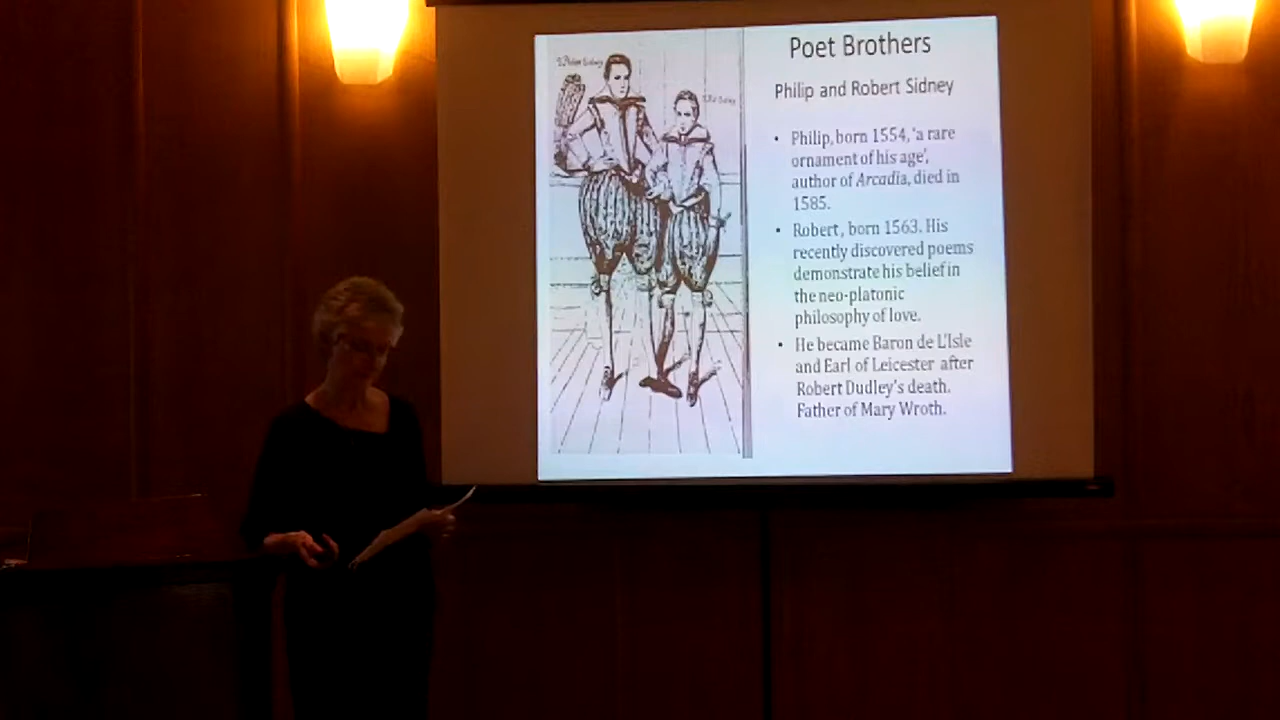 Poet Brothers
Philip and Robert Sidney
• Philip, born 1554, ‘a rare
ornament of his age’,
author of Arcadia, died in
1585.
• Robert , born 1563. His
recently discovered poems
demonstrate his belief in
the neo-platonic
philosophy of love.
• He became Baron de L’Isle
and Earl of Leicester after
Robert Dudley’s death.
Father of Mary Wroth.